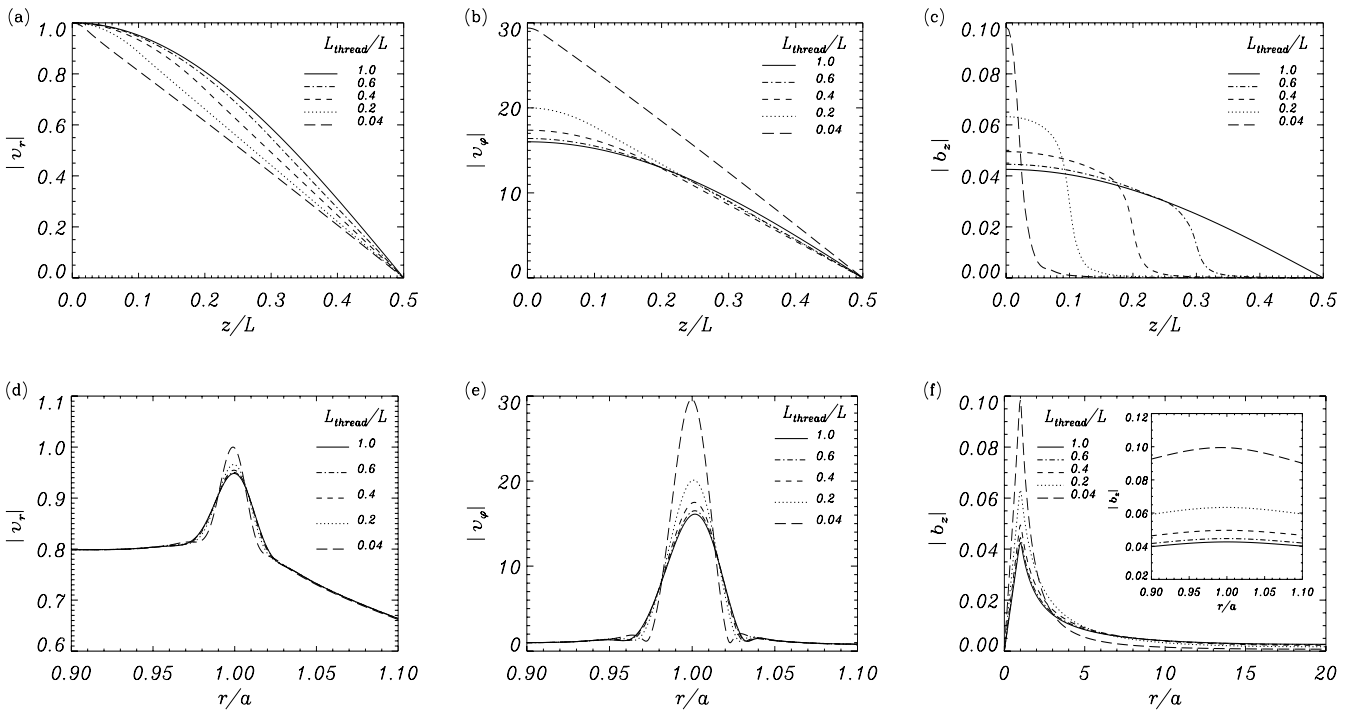 (a)
1.0
0.8
0.6
0.4
0.2
0.0
| v_r |
0.0 0.1 0.2 0.3 0.4 0.5
z/L
L_thread/L
1.0
0.6
0.4
0.2
0.04
(b)
30
20
10
0
| v_φ |
0.0 0.1 0.2 0.3 0.4 0.5
z/L
L_thread/L
1.0
0.6
0.4
0.2
0.04
(c)
0.10
0.08
0.06
0.04
0.02
0.00
| b_z |
0.0 0.1 0.2 0.3 0.4 0.5
z/L
L_thread/L
1.0
0.6
0.4
0.2
0.04
(d)
1.1
1.0
0.9
0.8
0.7
0.6
| v_r |
0.90 0.95 1.00 1.05 1.10
r/a
L_thread/L
1.0
0.6
0.4
0.2
0.04
(e)
30
20
10
0
| v_φ |
0.90 0.95 1.00 1.05 1.10
r/a
L_thread/L
1.0
0.6
0.4
0.2
0.04
(f)
0.10
0.08
0.06
0.04
0.02
0.00
| b_z |
0 5 10 15 20
r/a
L_thread/L
1.0
0.6
0.4
0.2
0.04
0.12
0.10
0.08
0.06
0.04
0.02
| b_z |
0.90 0.95 1.00 1.05 1.10
r/a